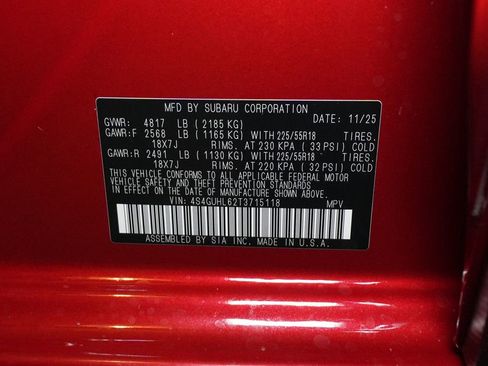 MFD BY SUBARU CORPORATION
GVWR: 4817 LB (2185 KG) DATE: 11/25
GAWR:F 2568 LB (1165 KG) WITH 225/55R18 TIRES.
18X7J RIMS. AT 230 KPA (33 PSI) COLD
GAWR:R 2491 LB (1130 KG) WITH 225/55R18 TIRES.
18X7J RIMS. AT 220 KPA (32 PSI) COLD
THIS VEHICLE CONFORMS TO ALL APPLICABLE FEDERAL MOTOR
VEHICLE SAFETY AND THEFT PREVENTION STANDARDS
IN EFFECT ON THE DATE OF MANUFACTURE SHOWN ABOVE.
VIN: 4S4GUHL62T3715118 MPV
ASSEMBLED BY SIA INC. MADE IN U.S.A.